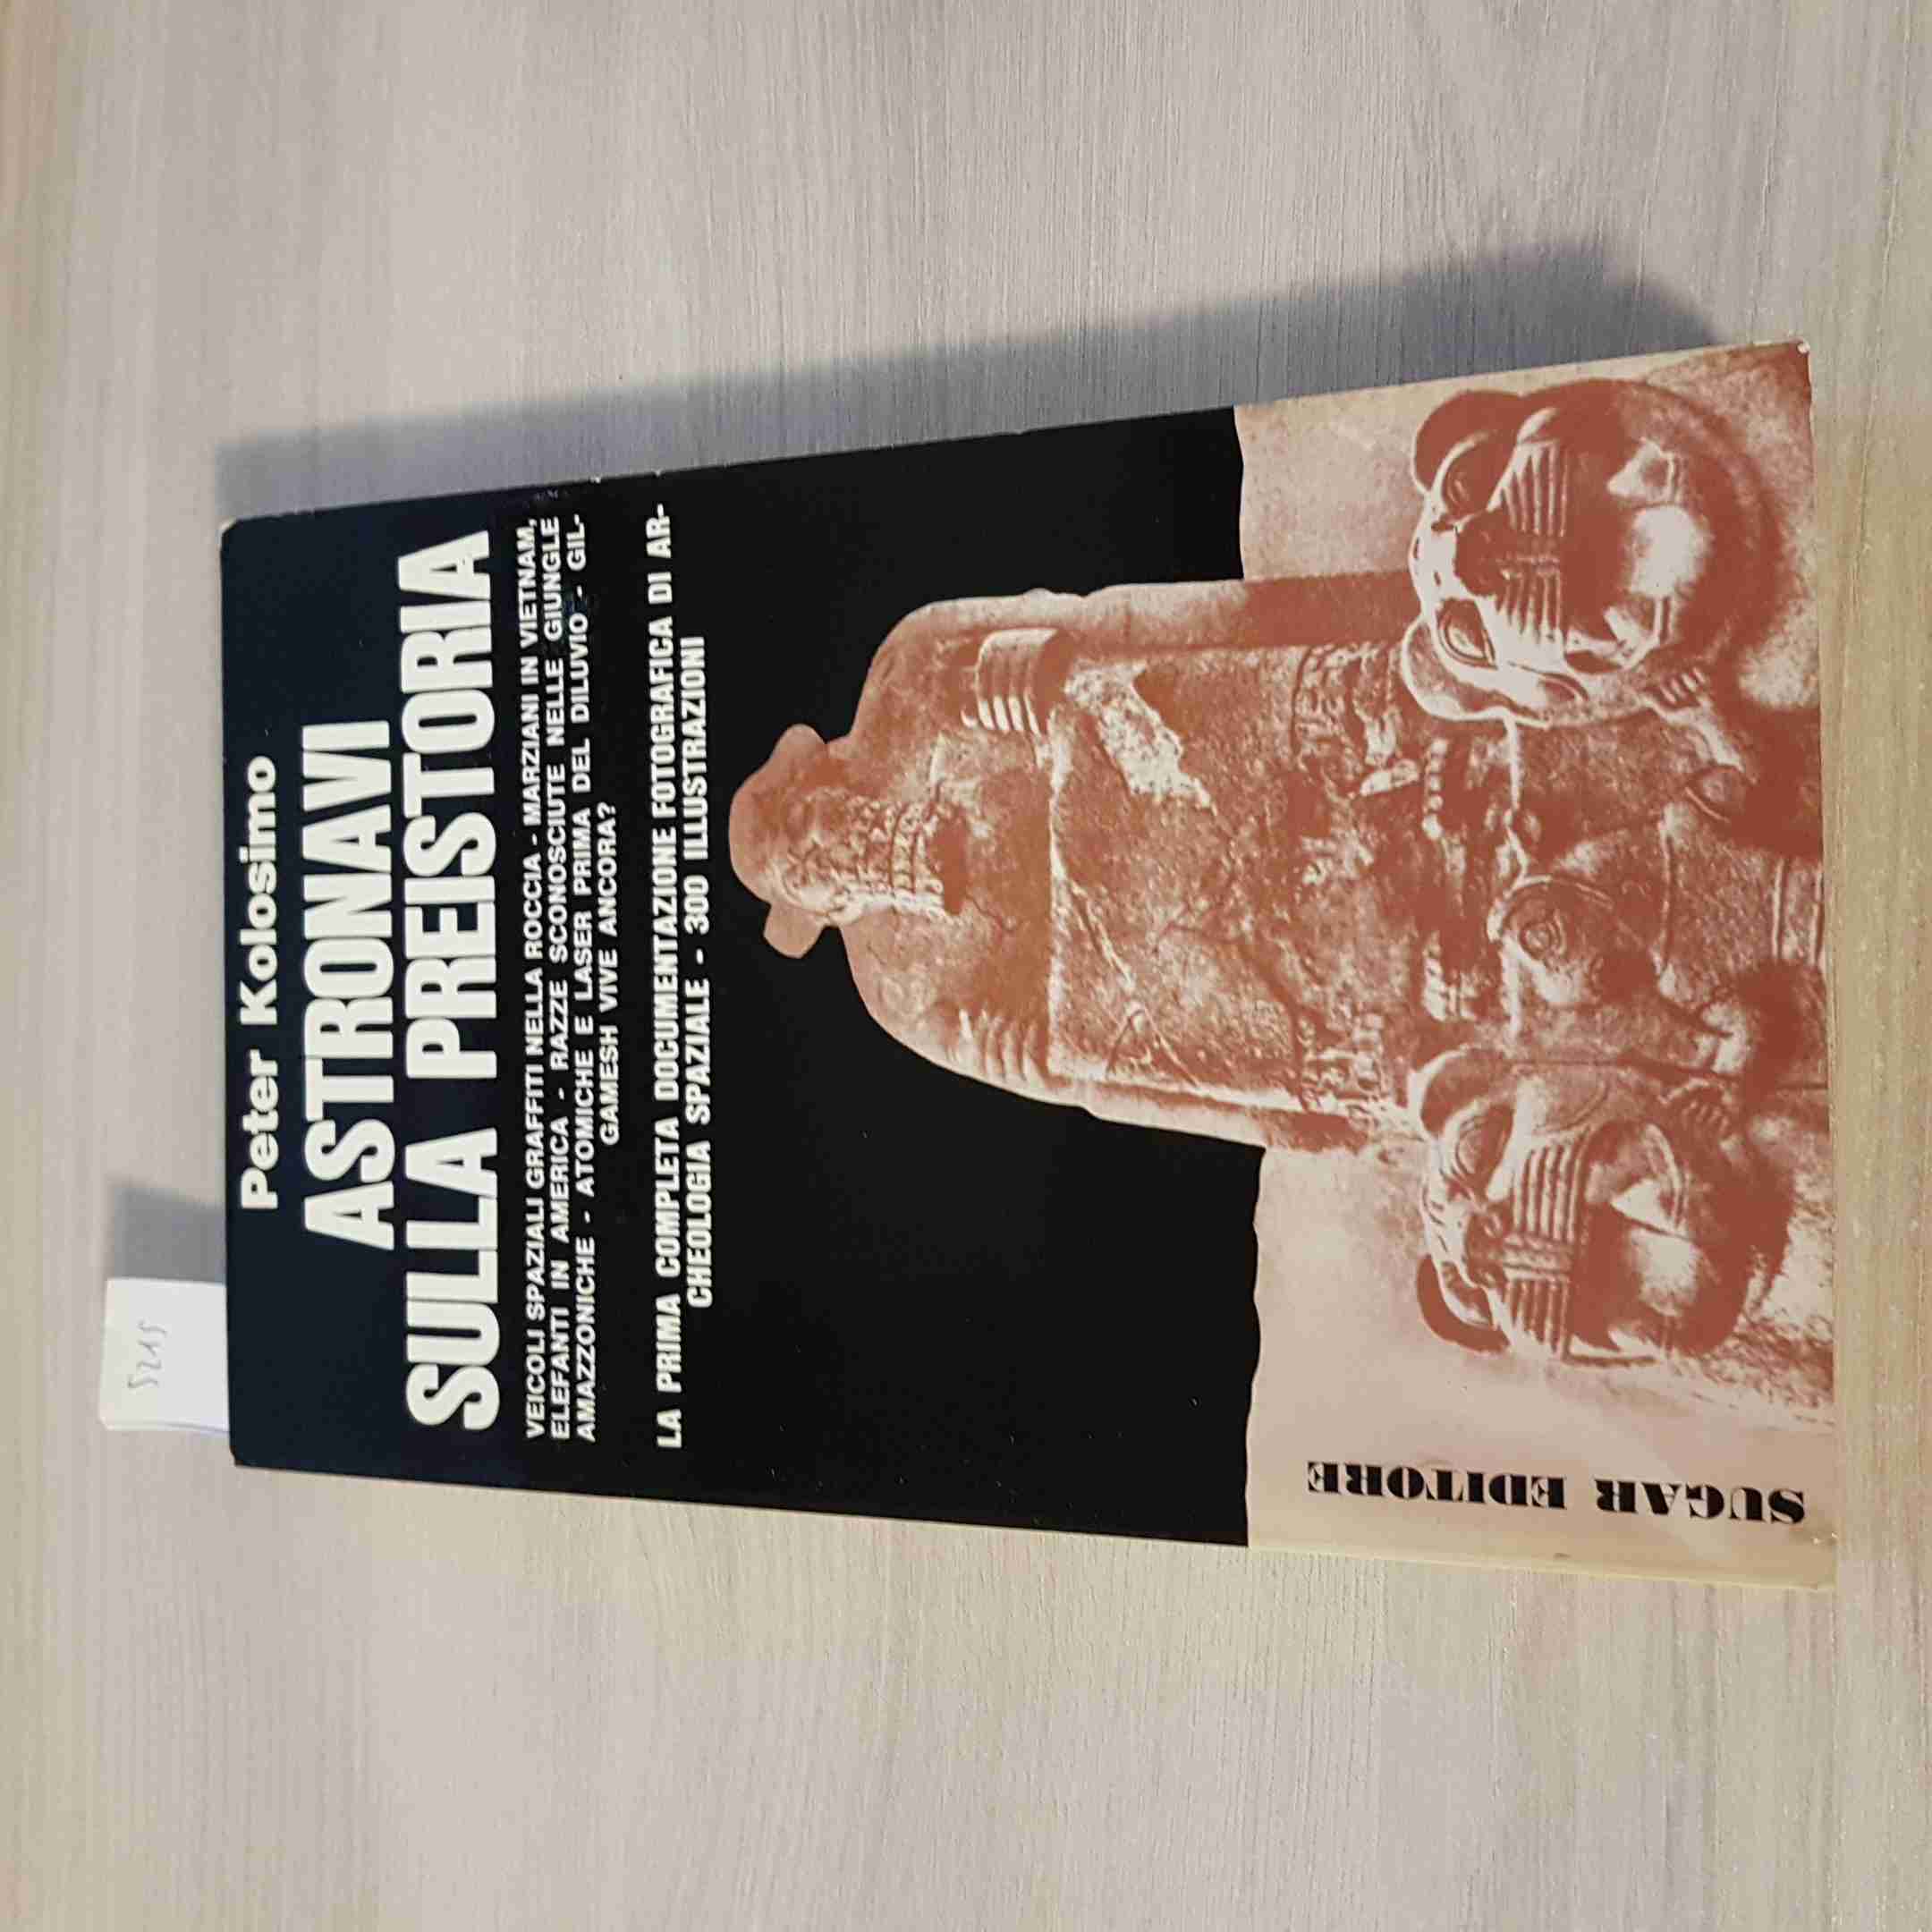 Peter Kolosimo
ASTRONAVI
SULLA PREISTORIA
VEICOLI SPAZIALI GRAFFITI NELLA ROCCIA - MARZIANI IN VIETNAM,
ELEFANTI IN AMERICA - RAZZE SCONOSCIUTE NELLE GIUNGLE
AMAZZONICHE - ATOMICHE E LASER PRIMA DEL DILUVIO - GIL-
GAMESH VIVE ANCORA?
LA PRIMA COMPLETA DOCUMENTAZIONE FOTOGRAFICA DI AR-
CHEOLOGIA SPAZIALE - 300 ILLUSTRAZIONI
SUGAR EDITORE
5215